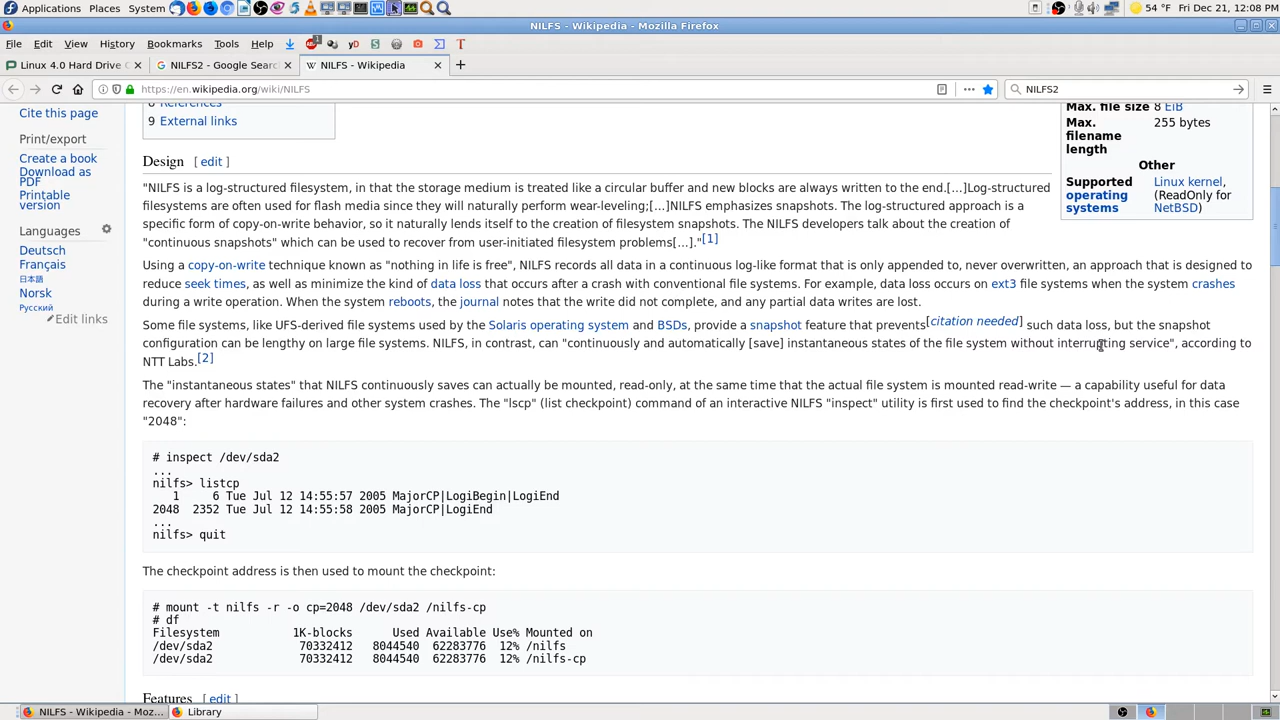 Applications Places System 54 °F Fri Dec 21, 12:08 PM
NILFS - Wikipedia - Mozilla Firefox
File Edit View History Bookmarks Tools Help
Linux 4.0 Hard Drive C
NILFS2 - Google Searc
NILFS - Wikipedia
https://en.wikipedia.org/wiki/NILFS
NILFS2
Cite this page
Print/export
Create a book
Download as
PDF
Printable
version
Languages
Deutsch
Français
日本語
Norsk
Русский
Edit links
8 References
9 External links
Max. file size 8 EiB
Max. 255 bytes
filename
length
Other
Supported Linux kernel,
operating (ReadOnly for
systems NetBSD)
Design [ edit ]
"NILFS is a log-structured filesystem, in that the storage medium is treated like a circular buffer and new blocks are always written to the end.[...]Log-structured
filesystems are often used for flash media since they will naturally perform wear-leveling;[...]NILFS emphasizes snapshots. The log-structured approach is a
specific form of copy-on-write behavior, so it naturally lends itself to the creation of filesystem snapshots. The NILFS developers talk about the creation of
"continuous snapshots" which can be used to recover from user-initiated filesystem problems[...]."[1]
Using a copy-on-write technique known as "nothing in life is free", NILFS records all data in a continuous log-like format that is only appended to, never overwritten, an approach that is designed to
reduce seek times, as well as minimize the kind of data loss that occurs after a crash with conventional file systems. For example, data loss occurs on ext3 file systems when the system crashes
during a write operation. When the system reboots, the journal notes that the write did not complete, and any partial data writes are lost.
Some file systems, like UFS-derived file systems used by the Solaris operating system and BSDs, provide a snapshot feature that prevents[citation needed] such data loss, but the snapshot
configuration can be lengthy on large file systems. NILFS, in contrast, can "continuously and automatically [save] instantaneous states of the file system without interrupting service", according to
NTT Labs.[2]
The "instantaneous states" that NILFS continuously saves can actually be mounted, read-only, at the same time that the actual file system is mounted read-write — a capability useful for data
recovery after hardware failures and other system crashes. The "lscp" (list checkpoint) command of an interactive NILFS "inspect" utility is first used to find the checkpoint's address, in this case
"2048":
# inspect /dev/sda2
...
nilfs> listcp
1 6 Tue Jul 12 14:55:57 2005 MajorCP|LogiBegin|LogiEnd
2048 2352 Tue Jul 12 14:55:58 2005 MajorCP|LogiEnd
...
nilfs> quit
The checkpoint address is then used to mount the checkpoint:
# mount -t nilfs -r -o cp=2048 /dev/sda2 /nilfs-cp
# df
Filesystem 1K-blocks Used Available Use% Mounted on
/dev/sda2 70332412 8044540 62283776 12% /nilfs
/dev/sda2 70332412 8044540 62283776 12% /nilfs-cp
Features [ edit ]
NILFS - Wikipedia - Moz...
Library